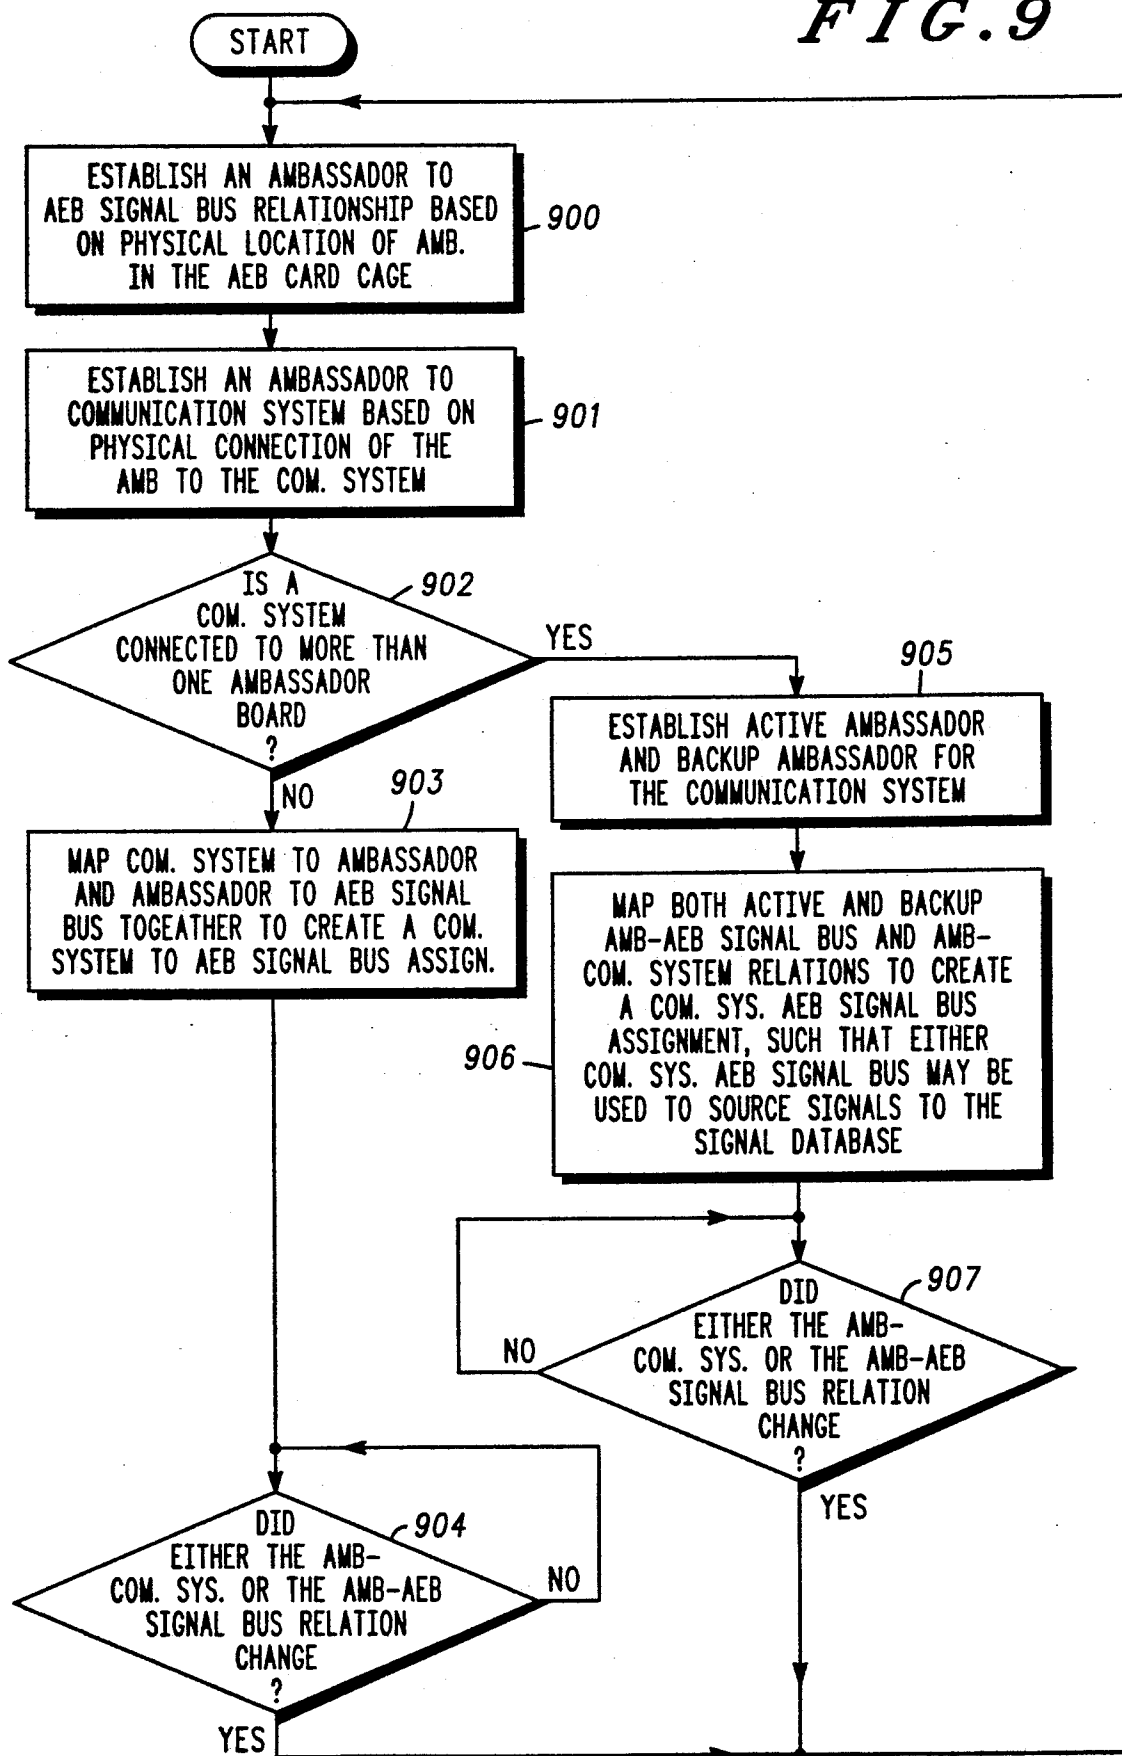 FIG.9
START
ESTABLISH AN AMBASSADOR TO
AEB SIGNAL BUS RELATIONSHIP BASED
ON PHYSICAL LOCATION OF AMB.
IN THE AEB CARD CAGE
900
ESTABLISH AN AMBASSADOR TO
COMMUNICATION SYSTEM BASED ON
PHYSICAL CONNECTION OF THE
AMB TO THE COM. SYSTEM
901
IS A
COM. SYSTEM
CONNECTED TO MORE THAN
ONE AMBASSADOR
BOARD
?
902
YES
NO
903
MAP COM. SYSTEM TO AMBASSADOR
AND AMBASSADOR TO AEB SIGNAL
BUS TOGEATHER TO CREATE A COM.
SYSTEM TO AEB SIGNAL BUS ASSIGN.
905
ESTABLISH ACTIVE AMBASSADOR
AND BACKUP AMBASSADOR FOR
THE COMMUNICATION SYSTEM
MAP BOTH ACTIVE AND BACKUP
AMB-AEB SIGNAL BUS AND AMB-
COM. SYSTEM RELATIONS TO CREATE
A COM. SYS. AEB SIGNAL BUS
ASSIGNMENT, SUCH THAT EITHER
COM. SYS. AEB SIGNAL BUS MAY BE
USED TO SOURCE SIGNALS TO THE
SIGNAL DATABASE
906
DID
EITHER THE AMB-
COM. SYS. OR THE AMB-AEB
SIGNAL BUS RELATION
CHANGE
?
907
NO
YES
DID
EITHER THE AMB-
COM. SYS. OR THE AMB-AEB
SIGNAL BUS RELATION
CHANGE
?
904
NO
YES